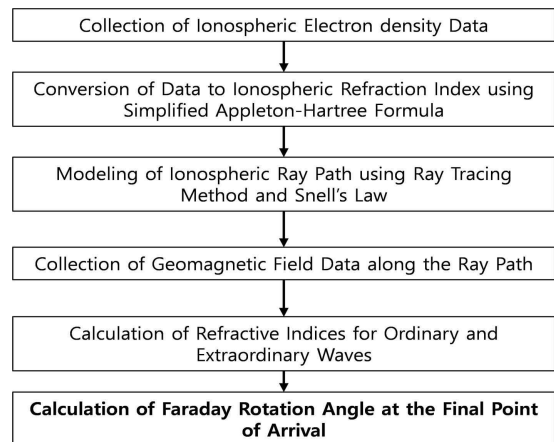 Collection of Ionospheric Electron density Data
Conversion of Data to Ionospheric Refraction Index using
Simplified Appleton-Hartree Formula
Modeling of Ionospheric Ray Path using Ray Tracing
Method and Snell's Law
Collection of Geomagnetic Field Data along the Ray Path
Calculation of Refractive Indices for Ordinary and
Extraordinary Waves
Calculation of Faraday Rotation Angle at the Final Point
of Arrival